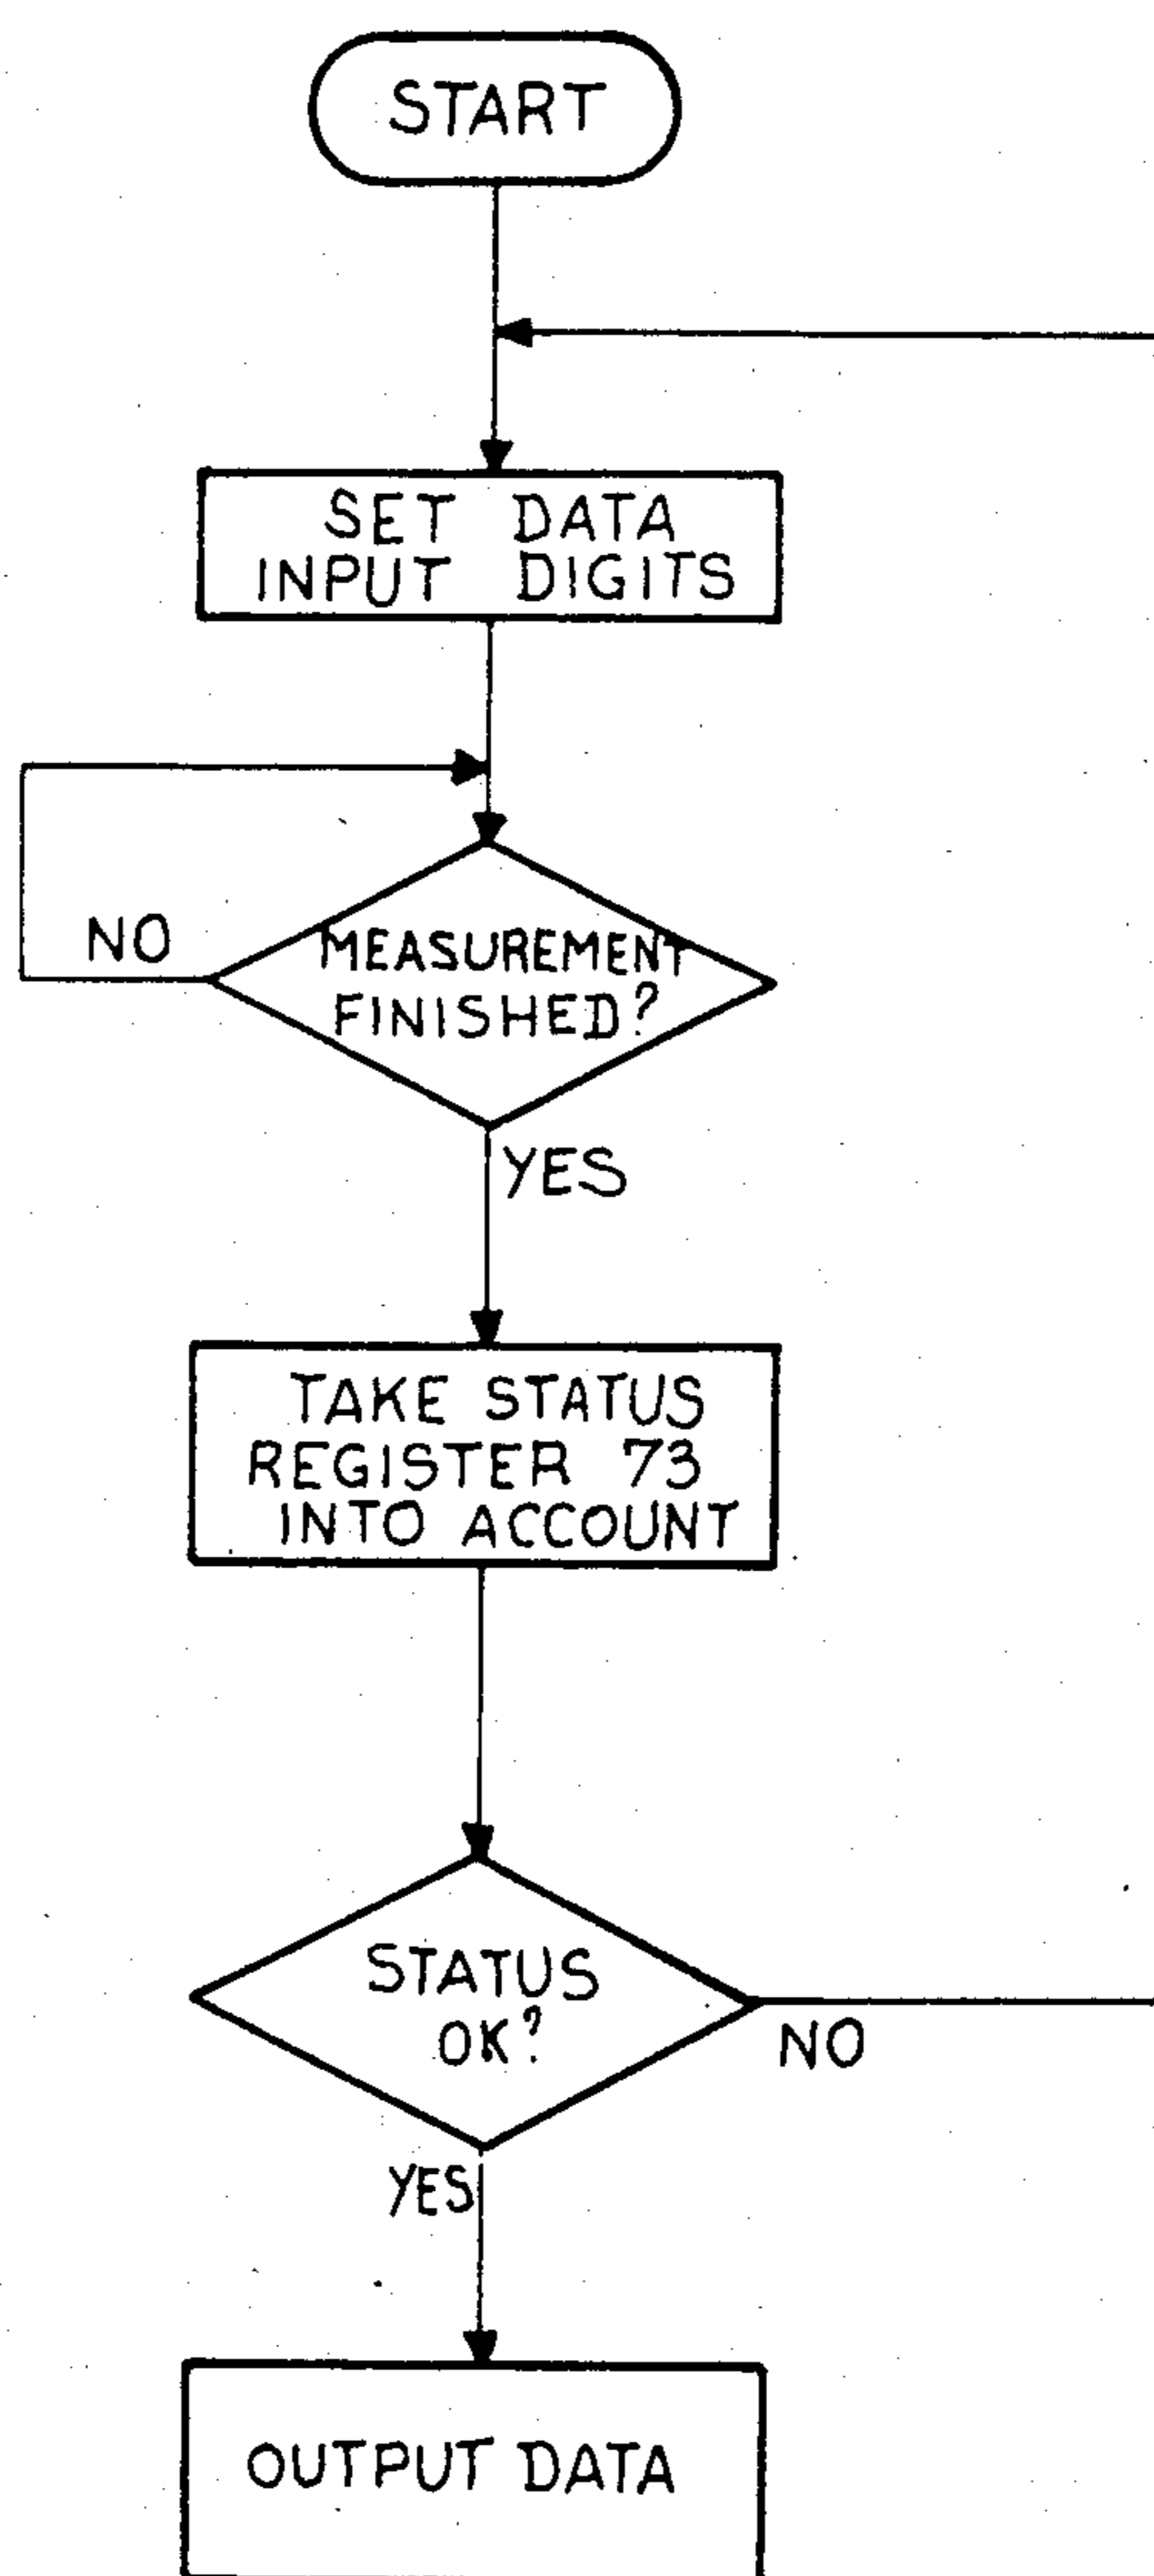 START
SET DATA
INPUT DIGITS
NO
MEASUREMENT
FINISHED?
YES
TAKE STATUS
REGISTER 73
INTO ACCOUNT
STATUS
OK?
NO
YES
OUTPUT DATA